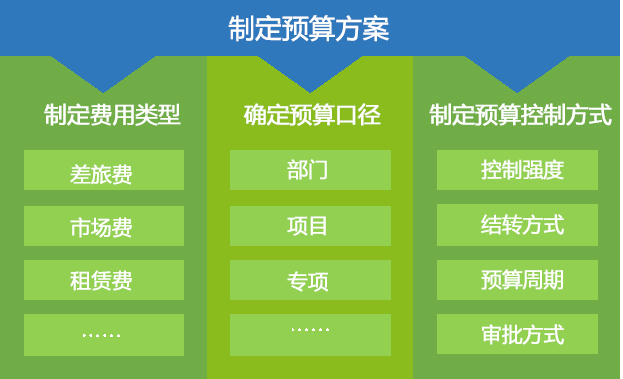 制定预算方案
制定费用类型
差旅费
市场费
租赁费
······
确定预算口径
部门
项目
专项
······
制定预算控制方式
控制强度
结转方式
预算周期
审批方式